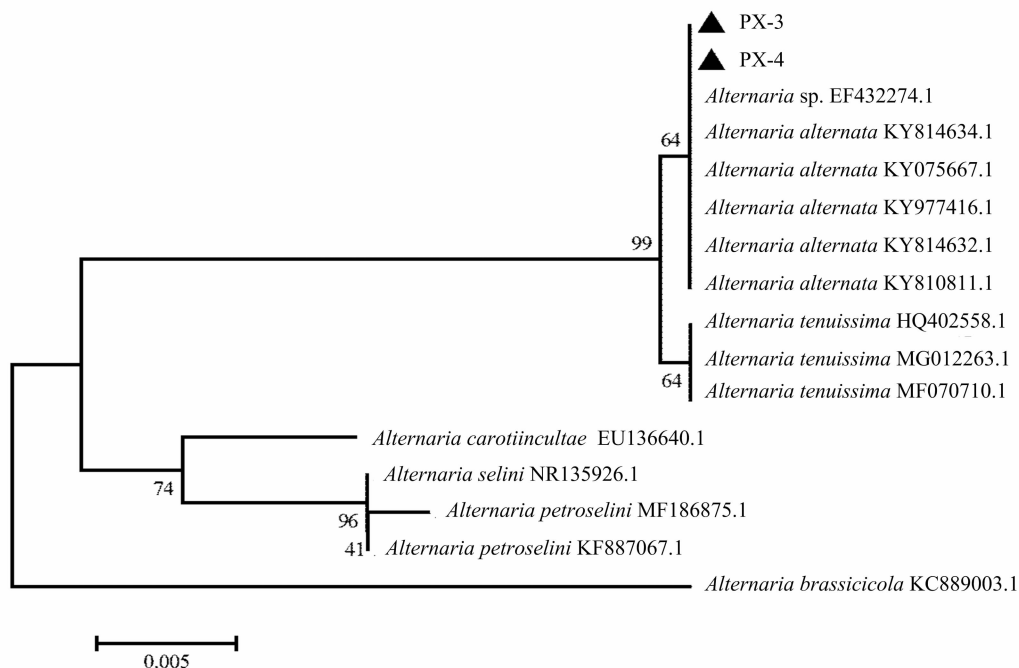 PX-3
PX-4
Alternaria sp. EF432274.1
64
Alternaria alternata KY814634.1
Alternaria alternata KY075667.1
Alternaria alternata KY977416.1
99
Alternaria alternata KY814632.1
Alternaria alternata KY810811.1
Alternaria tenuissima HQ402558.1
Alternaria tenuissima MG012263.1
64
Alternaria tenuissima MF070710.1
Alternaria carotiincultae EU136640.1
Alternaria selini NR135926.1
74
Alternaria petroselini MF186875.1
96
41
Alternaria petroselini KF887067.1
Alternaria brassicicola KC889003.1
0.005